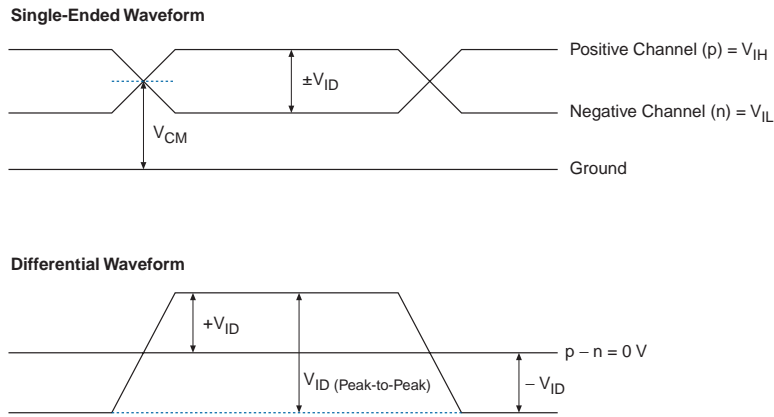 Single-Ended Waveform
Positive Channel (p) = VIH
±VID
Negative Channel (n) = VIL
VCM
Ground
Differential Waveform
+VID
p − n = 0 V
VID (Peak-to-Peak)
− VID